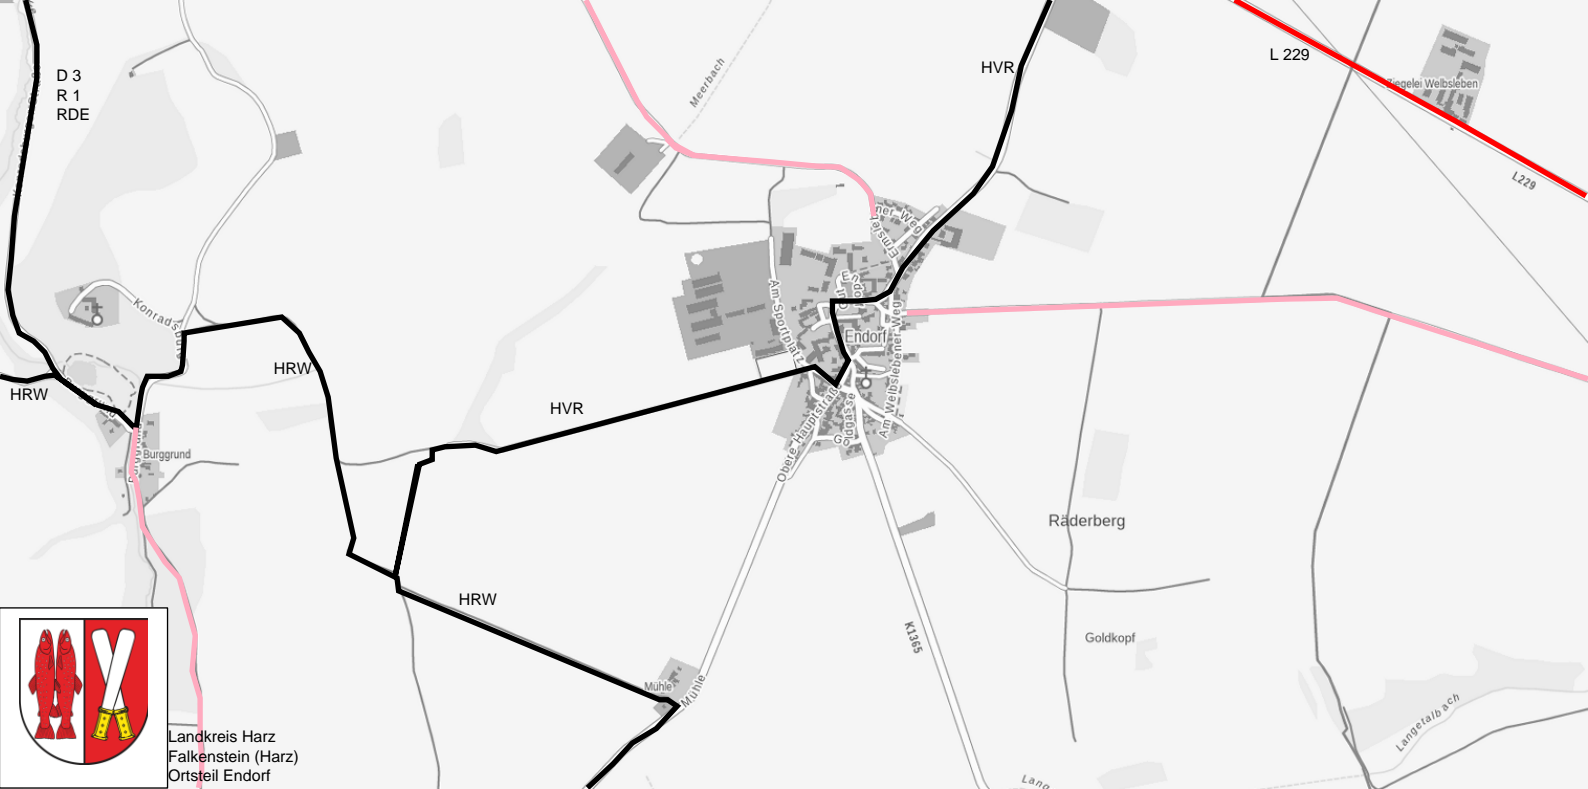 D 3
R 1
RDE
Meerbach
HVR
L 229
Ziegelei Welbsleben
L229
Konradsburg
HRW
HRW
HVR
Am Sportplatz
Endorf
Am Welbslebener Weg
Obere Hauptstraße
Goldgasse
Burggrund
HRW
Räderberg
Goldkopf
K1365
Mühle
Mühle
Langetalbach
Landkreis Harz
Falkenstein (Harz)
Ortsteil Endorf